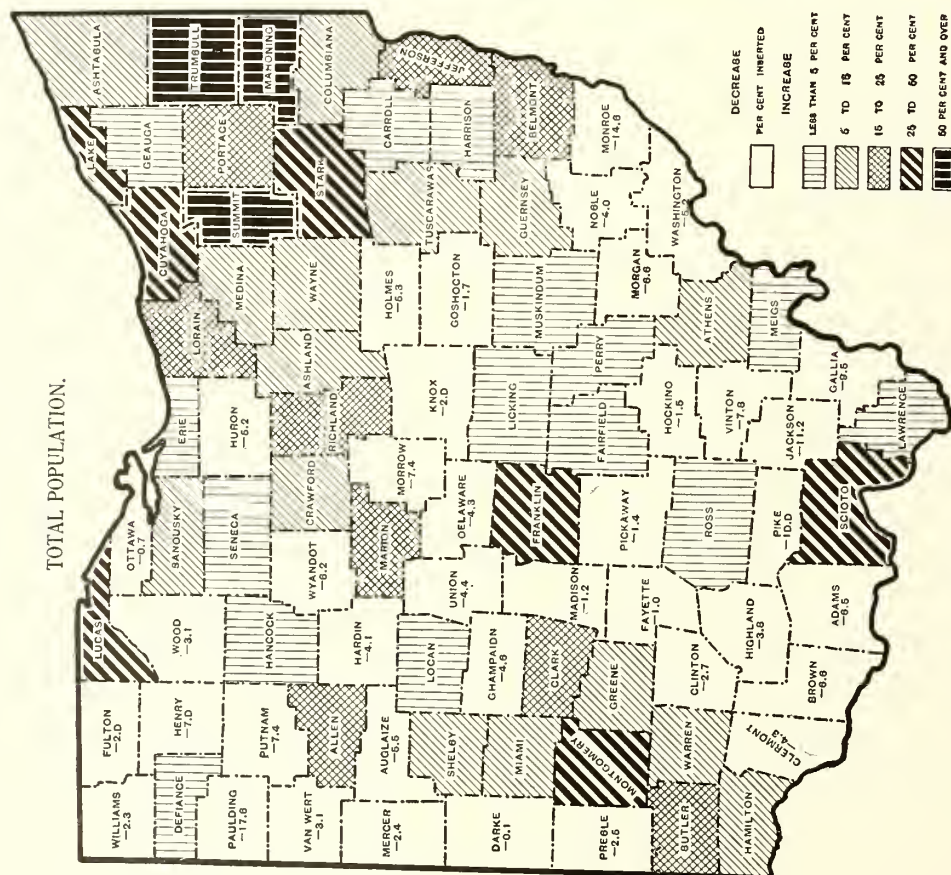 TOTAL POPULATION.
WILLIAMS
—2.3
FULTON
—2.0
LUCAS
OTTAWA
—0.7
DEFIANCE
HENRY
—7.0
WOOD
—3.1
SANDUSKY
ERIE
LORAIN
CUYAHOGA
LAKE
ASHTABULA
GEAUGA
TRUMBULL
PAULDING
—17.8
PUTNAM
—7.4
HANCOCK
SENECA
HURON
—5.2
MEDINA
SUMMIT
PORTAGE
MAHONING
VAN WERT
—3.1
ALLEN
HARDIN
—4.1
WYANDOT
—6.2
CRAWFORD
RICHLAND
ASHLAND
WAYNE
STARK
COLUMBIANA
MERCER
—2.4
AUGLAIZE
—5.5
LOGAN
MARION
MORROW
—7.4
KNOX
—2.0
HOLMES
—5.3
TUSCARAWAS
CARROLL
JEFFERSON
HARRISON
DARKE
—0.1
SHELBY
UNION
—4.4
DELAWARE
—4.3
LICKING
COSHOCTON
—1.7
GUERNSEY
BELMONT
MIAMI
CHAMPAIGN
—4.6
CLARK
MADISON
—1.2
FRANKLIN
MUSKINGUM
NOBLE
—4.0
MONROE
—14.8
PREBLE
—2.5
MONTGOMERY
GREENE
FAYETTE
—1.0
PICKAWAY
—1.4
FAIRFIELD
PERRY
MORGAN
—6.6
WASHINGTON
—5.2
BUTLER
WARREN
CLINTON
—2.7
ROSS
HOCKING
—1.5
ATHENS
HAMILTON
CLERMONT
—4.3
HIGHLAND
—3.8
PIKE
—10.0
VINTON
—7.8
MEIGS
BROWN
—6.6
ADAMS
—8.5
SCIOTO
JACKSON
—11.2
GALLIA
—9.5
LAWRENCE
DECREASE
PER CENT INSERTED
INCREASE
LESS THAN 5 PER CENT
5 TO 15 PER CENT
15 TO 25 PER CENT
25 TO 50 PER CENT
50 PER CENT AND OVER